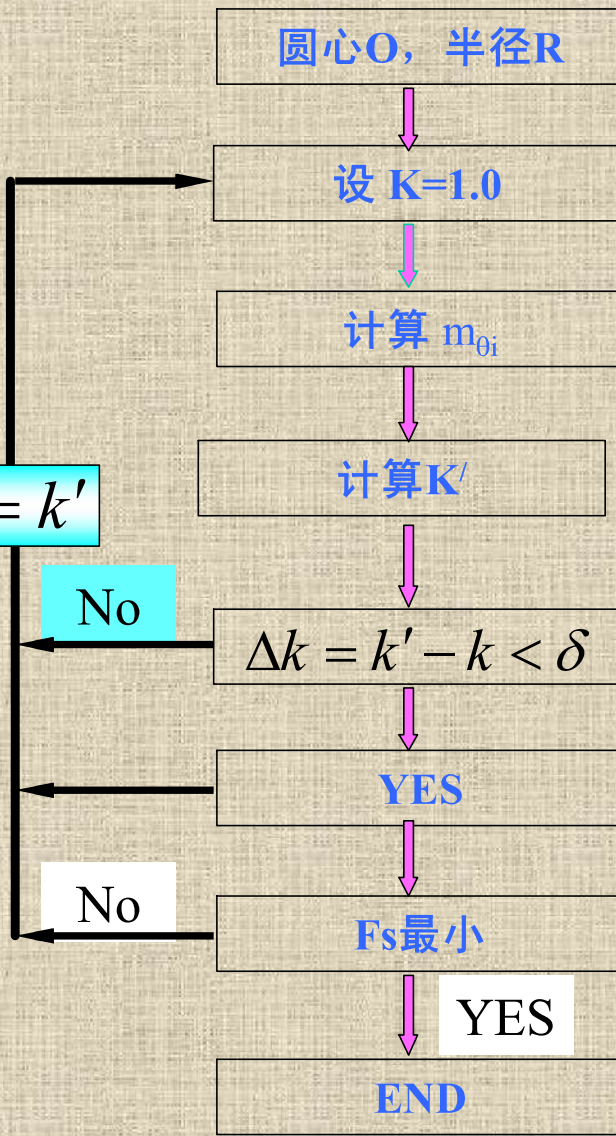 圆心O，半径R
设 K=1.0
计算 mθi
计算K/
= k′
No
Δk = k′ − k < δ
YES
No
Fs最小
YES
END